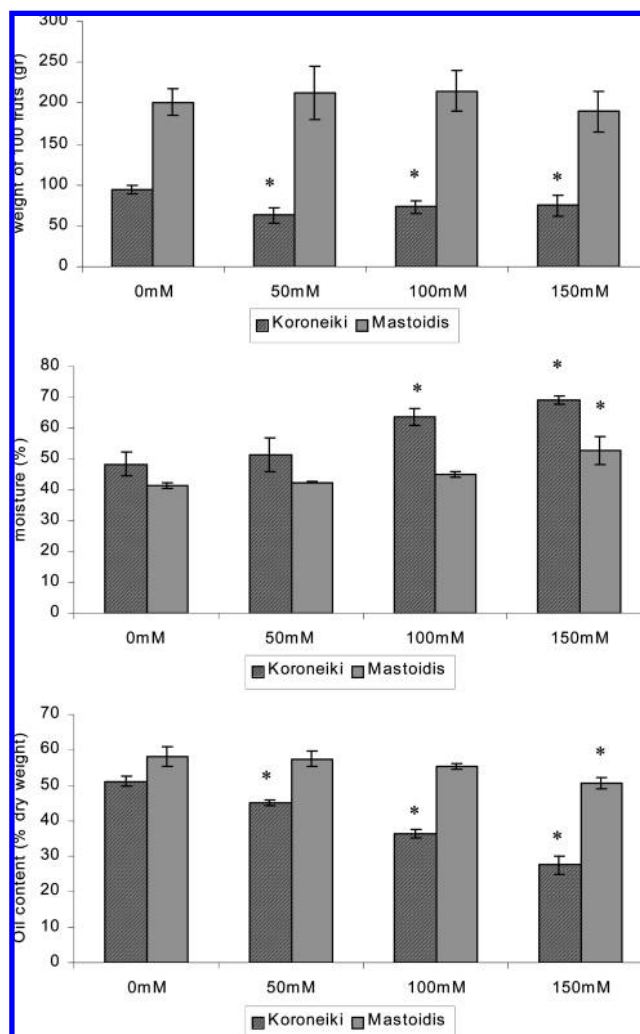 300
250
200
150
100
50
0
weight of 100 fruts (gr)
* * *
0mM 50mM 100mM 150mM
Koroneiki Mastoidis
80
70
60
50
40
30
20
10
0
moisture (%)
* * *
0mM 50mM 100mM 150mM
Koroneiki Mastoidis
70
60
50
40
30
20
10
0
Oil content (% dry weight)
* * * *
0mM 50mM 100mM 150mM
Koroneiki Mastoidis